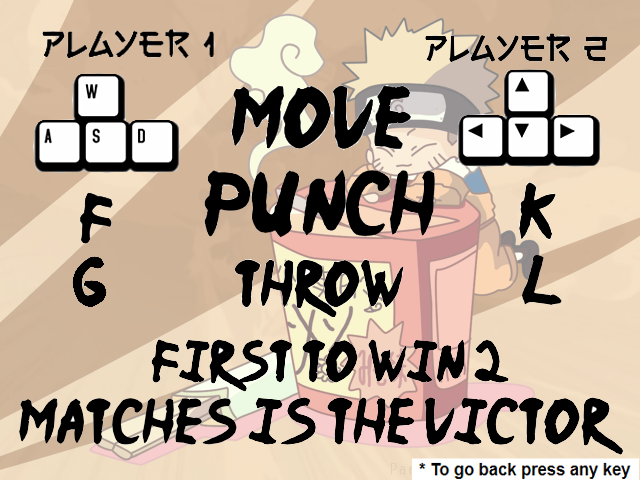 PLAYER 1 PLAYER 2
W
A S D
MOVE
F PUNCH K
G THROW L
FIRST TO WIN 2
MATCHES IS THE VICTOR
* To go back press any key